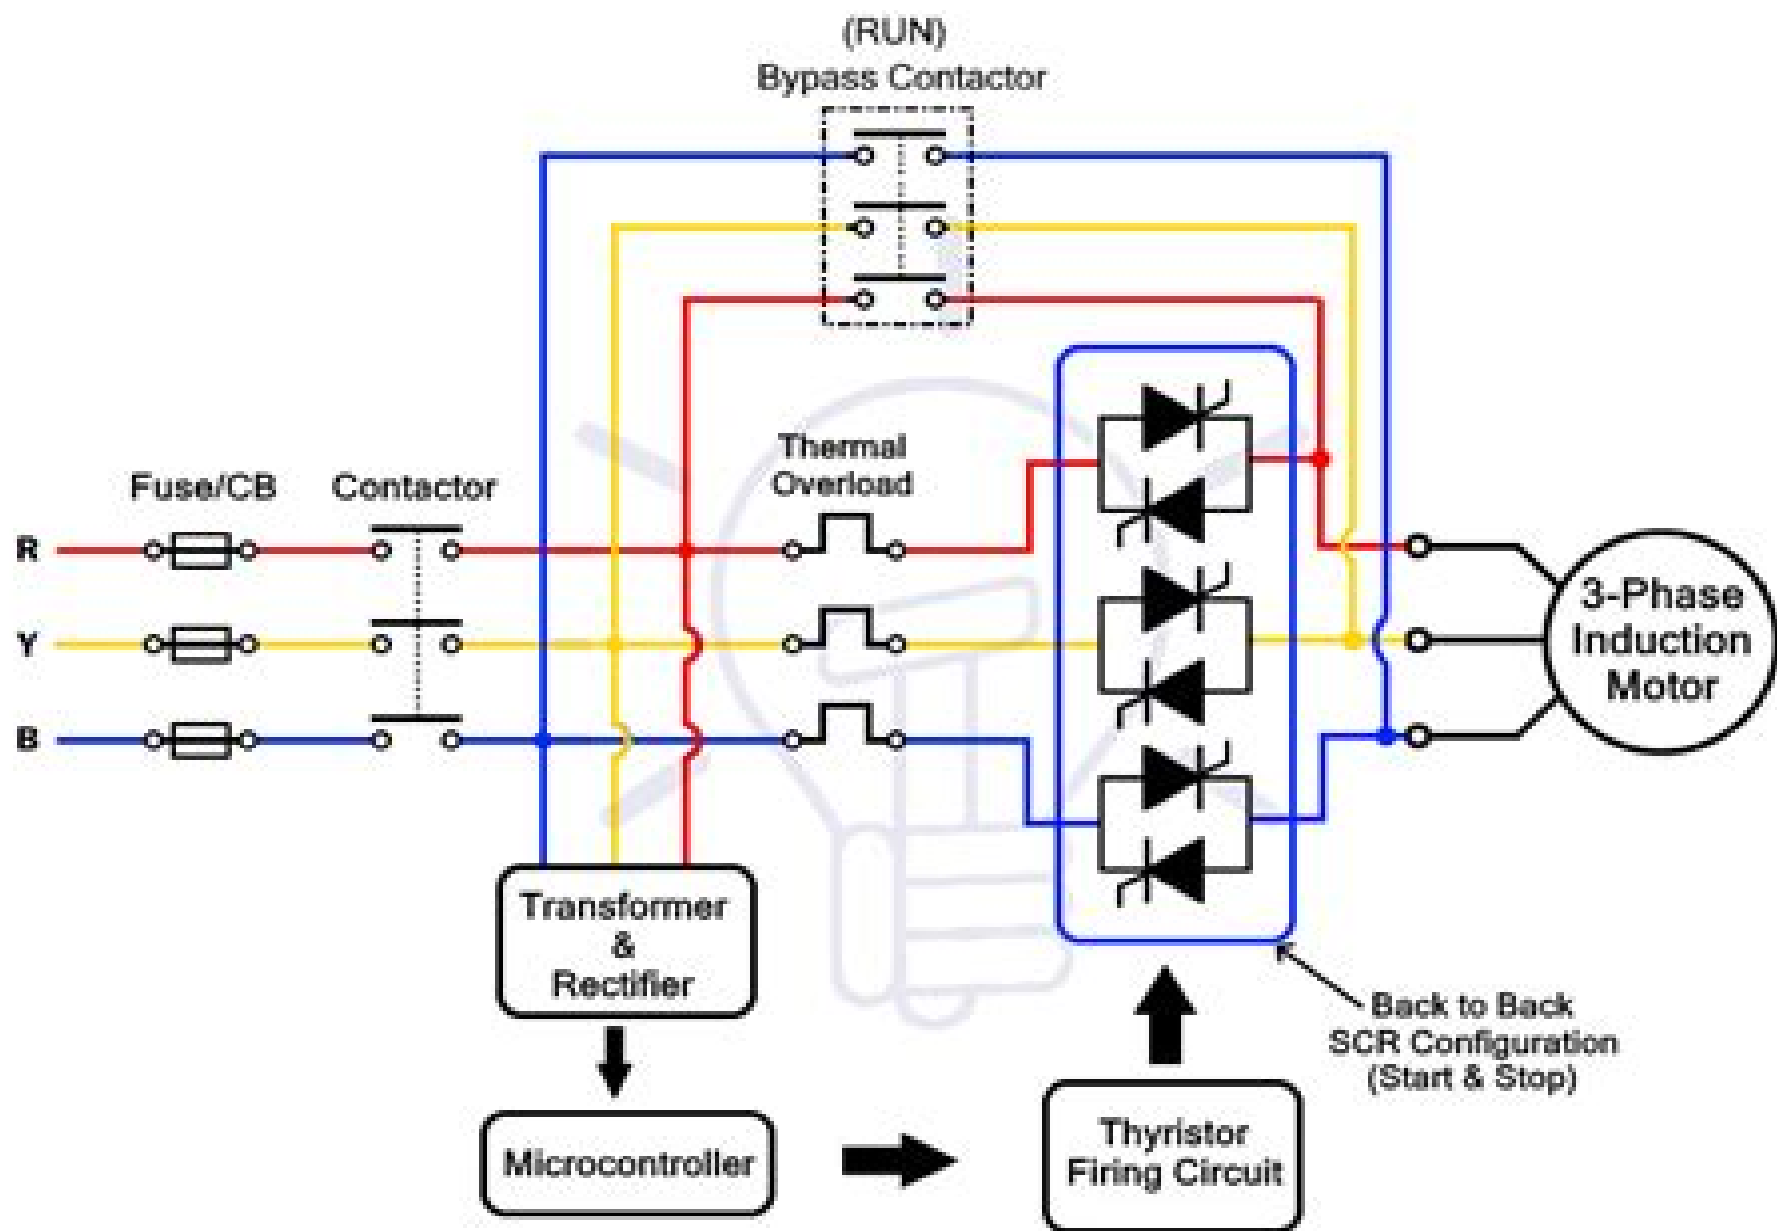 (RUN)
Bypass Contactor
Thermal
Overload
Fuse/CB
Contactor
R
Y
B
3-Phase
Induction
Motor
Transformer
&
Rectifier
Back to Back
SCR Configuration
(Start & Stop)
Microcontroller
Thyristor
Firing Circuit